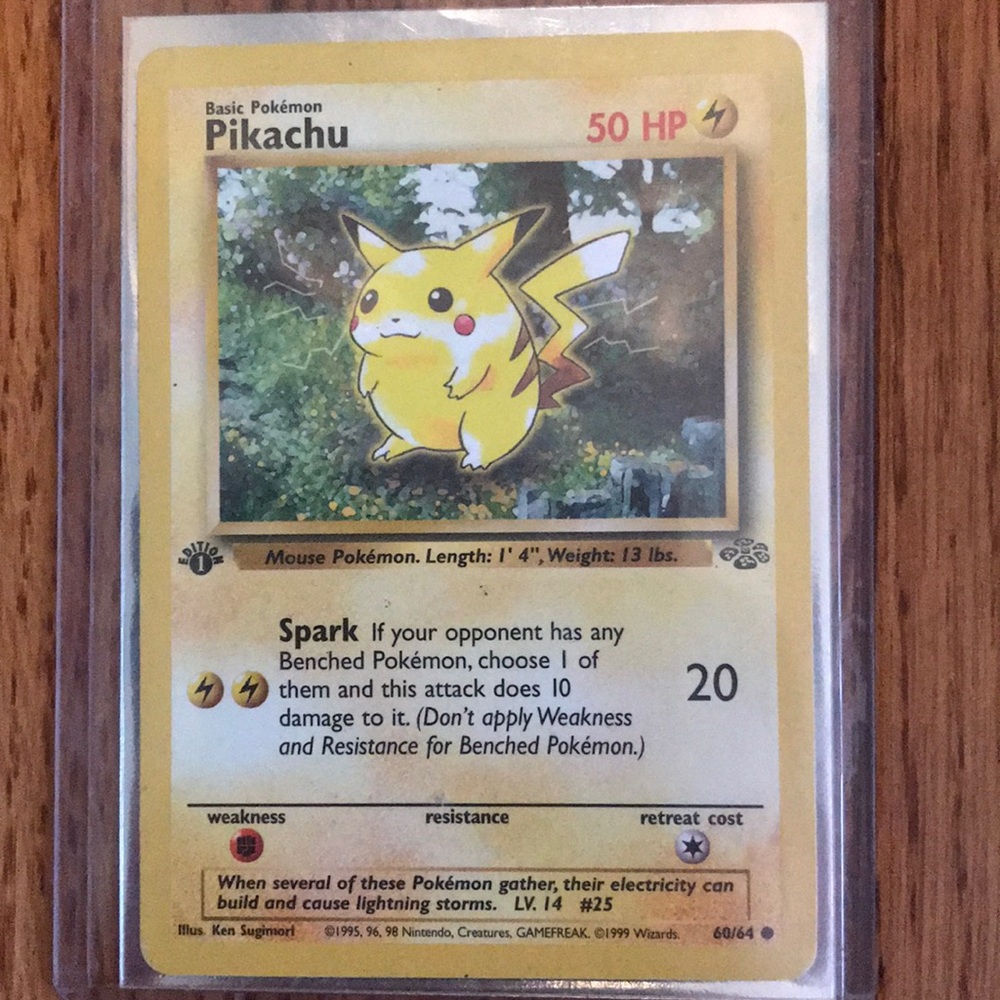 Basic Pokémon
Pikachu 50 HP
EDITION
1
Mouse Pokémon. Length: 1' 4", Weight: 13 lbs.
Spark If your opponent has any
Benched Pokémon, choose 1 of
them and this attack does 10
damage to it. (Don't apply Weakness
and Resistance for Benched Pokémon.)
20
weakness resistance retreat cost
When several of these Pokémon gather, their electricity can
build and cause lightning storms. LV. 14 #25
Illus. Ken Sugimori ©1995, 96, 98 Nintendo, Creatures, GAMEFREAK. ©1999 Wizards. 60/64